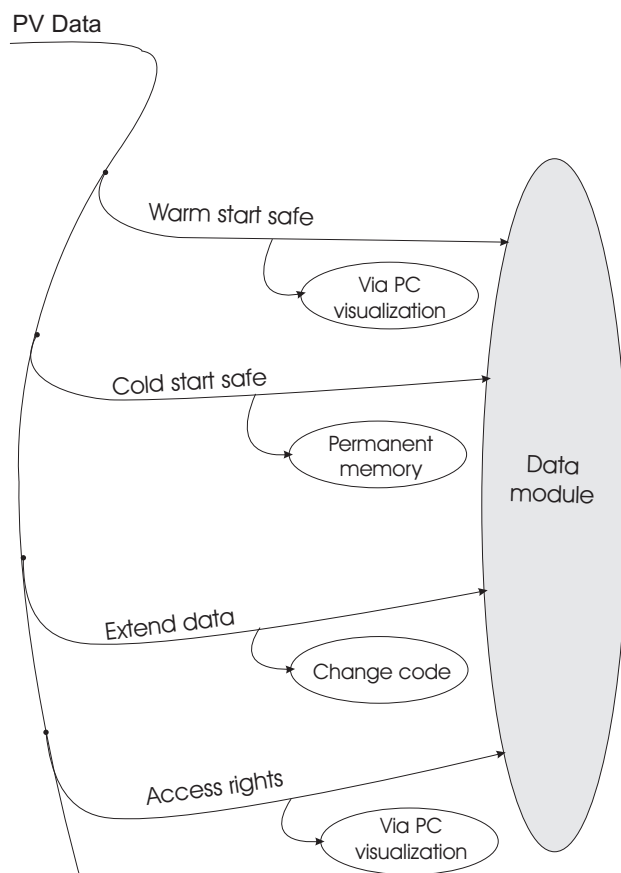 PV Data
Warm start safe
Via PC
visualization
Cold start safe
Permanent
memory
Data
module
Extend data
Change code
Access rights
Via PC
visualization